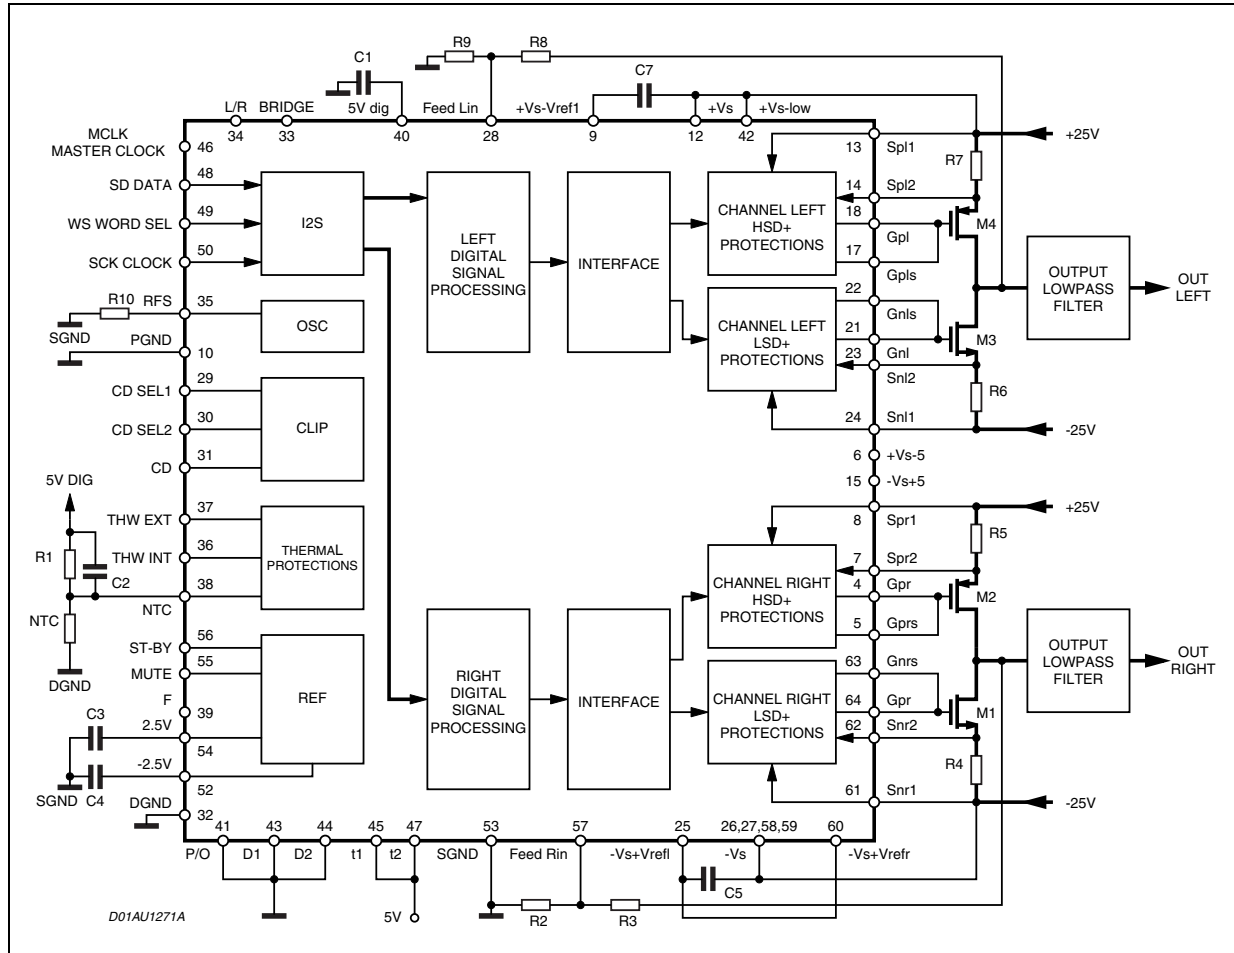 R9
R8
C1
C7
L/R
BRIDGE
5V dig
Feed Lin
+Vs-Vref1
+Vs
+Vs-low
34
33
40
28
9
12
42
MCLK
MASTER CLOCK
46
13
Spl1
+25V
R7
SD DATA
48
14
Spl2
WS WORD SEL
49
I2S
LEFT
DIGITAL
SIGNAL
PROCESSING
INTERFACE
CHANNEL LEFT
HSD+
PROTECTIONS
18
Gpl
M4
SCK CLOCK
50
17
Gpls
OUTPUT
LOWPASS
FILTER
OUT
LEFT
R10
RFS
35
OSC
SGND
22
Gnls
CHANNEL LEFT
LSD+
PROTECTIONS
21
Gnl
M3
PGND
10
23
Snl2
CD SEL1
29
R6
CD SEL2
30
CLIP
24
Snl1
-25V
CD
31
6
+Vs-5
15
-Vs+5
5V DIG
THW EXT
37
8
Spr1
+25V
R5
R1
C2
THW INT
36
THERMAL
PROTECTIONS
7
Spr2
NTC
38
NTC
CHANNEL RIGHT
HSD+
PROTECTIONS
4
Gpr
M2
5
Gprs
DGND
ST-BY
56
MUTE
55
REF
RIGHT
DIGITAL
SIGNAL
PROCESSING
INTERFACE
63
Gnrs
CHANNEL RIGHT
LSD+
PROTECTIONS
64
Gpr
M1
OUTPUT
LOWPASS
FILTER
OUT
RIGHT
F
39
62
Snr2
C3
2.5V
54
R4
C4
-2.5V
52
SGND
61
Snr1
-25V
DGND
32
41
43
44
45
47
53
57
25
26,27,58,59
60
P/O
D1
D2
t1
t2
SGND
Feed Rin
-Vs+Vrefl
-Vs
-Vs+Vrefr
C5
D01AU1271A
5V
R2
R3